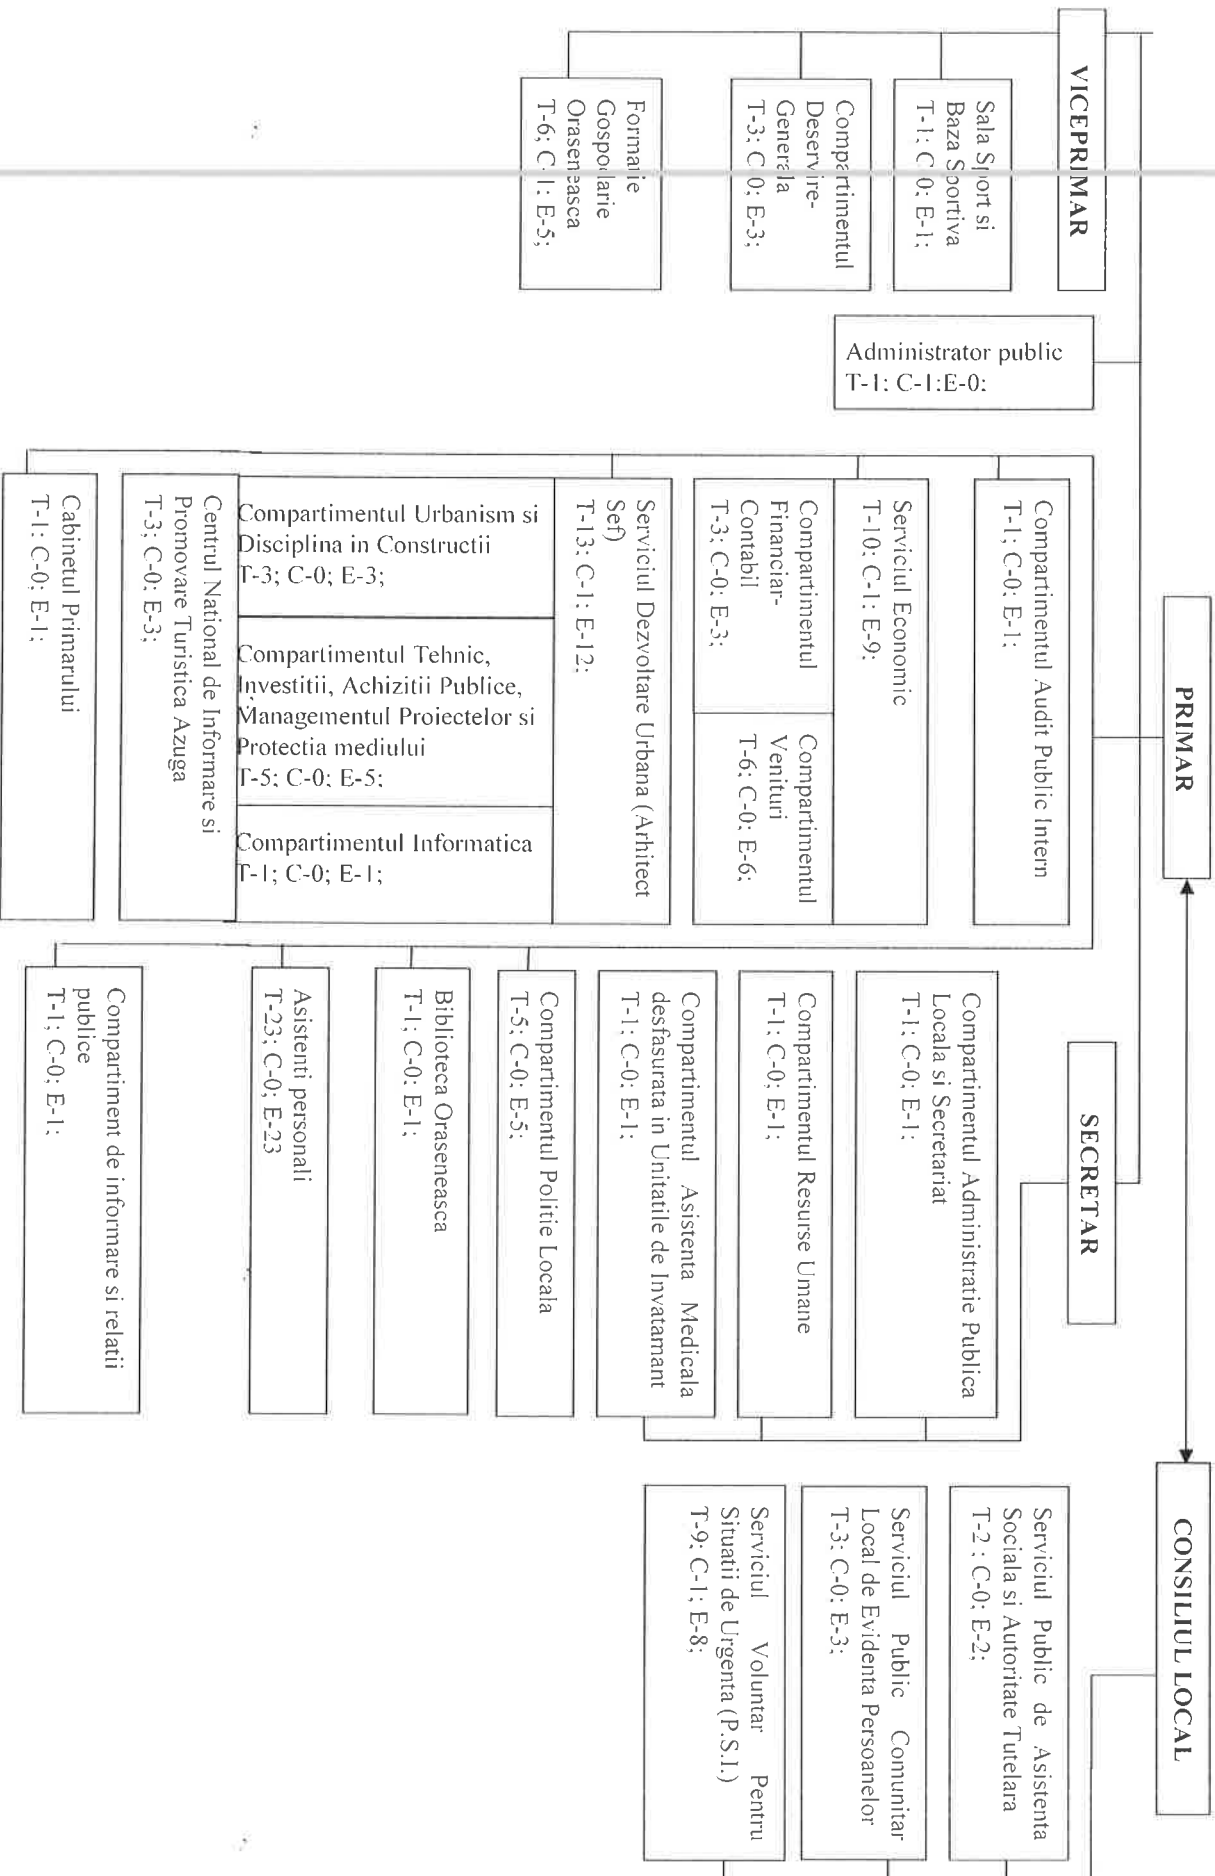 PRIMAR
CONSILIUL LOCAL
VICEPRIMAR
SECRETAR
Sala Sport si
Baza Sportiva
T-1; C-0; E-1;
Compartimentul
Deservire-
Generala
T-3; C-0; E-3;
Formatie
Gospodarie
Oraseneasca
T-6; C-1; E-5;
Administrator public
T-1; C-1;E-0;
Compartimentul Audit Public Intern
T-1; C-0; E-1;
Serviciul Economic
T-10; C-1; E-9;
Compartimentul
Financiar-
Contabil
T-3; C-0; E-3;
Compartimentul
Venituri
T-6; C-0; E-6;
Serviciul Dezvoltare Urbana (Arhitect
Sef)
T-13; C-1; E-12;
Compartimentul Urbanism si
Disciplina in Constructii
T-3; C-0; E-3;
Compartimentul Tehnic,
Investitii, Achizitii Publice,
Managementul Proiectelor si
Protectia mediului
T-5; C-0; E-5;
Compartimentul Informatica
T-1; C-0; E-1;
Centrul National de Informare si
Promovare Turistica Azuga
T-3; C-0; E-3;
Cabinetul Primarului
T-1; C-0; E-1;
Compartimentul Administratie Publica
Locala si Secretariat
T-1; C-0; E-1;
Compartimentul Resurse Umane
T-1; C-0; E-1;
Compartimentul Asistenta Medicala
desfasurata in Unitatile de Invatamant
T-1; C-0; E-1;
Compartimentul Politie Locala
T-5; C-0; E-5;
Biblioteca Oraseneasca
T-1; C-0; E-1;
Asistenti personali
T-23; C-0; E-23
Compartiment de informare si relatii
publice
T-1; C-0; E-1;
Serviciul Public de Asistenta
Sociala si Autoritate Tutelara
T-2 ; C-0; E-2;
Serviciul Public Comunitar
Local de Evidenta Persoanelor
T-3; C-0; E-3;
Serviciul Voluntar Pentru
Situatii de Urgenta (P.S.I.)
T-9; C-1; E-8;